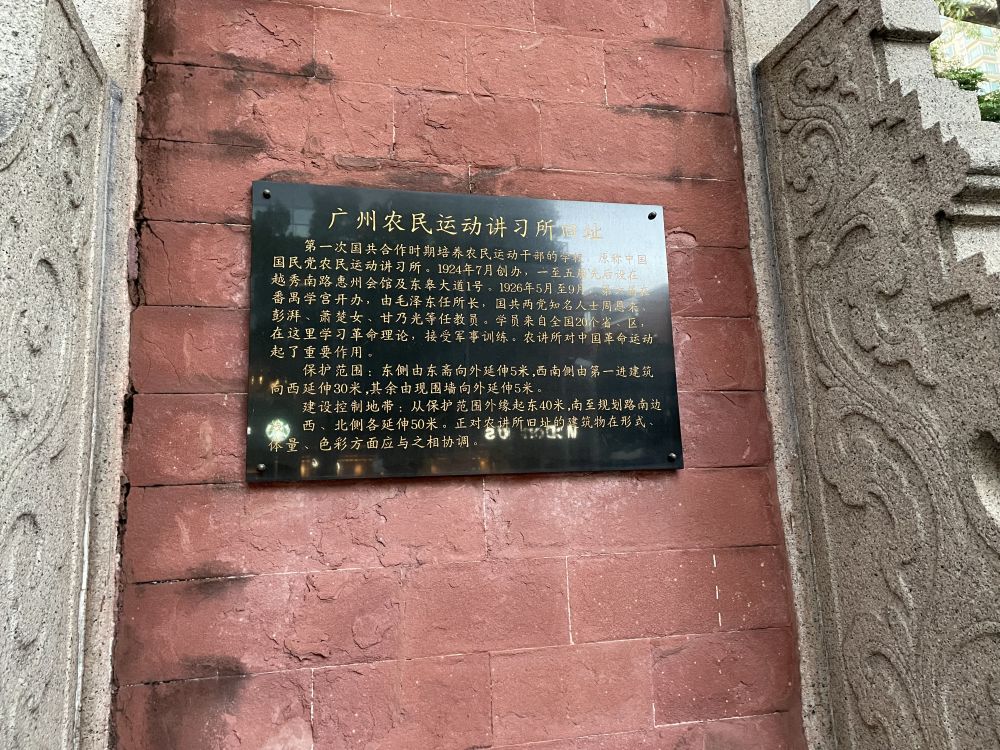 广州农民运动讲习所旧址
第一次国共合作时期培养农民运动干部的学校，原称中国
国民党农民运动讲习所。1924年7月创办，一至五届先后设在
越秀南路惠州会馆及东皋大道1号。1926年5月至9月，第六届在
番禺学宫开办，由毛泽东任所长，国共两党知名人士周恩来、
彭湃、萧楚女、甘乃光等任教员。学员来自全国20个省、区，
在这里学习革命理论，接受军事训练。农讲所对中国革命运动
起了重要作用。
保护范围：东侧由东斋向外延伸5米,西南侧由第一进建筑
向西延伸30米,其余由现围墙向外延伸5米。
建设控制地带：从保护范围外缘起东40米,南至规划路南边
西、北侧各延伸50米。正对农讲所旧址的建筑物在形式、
体量、色彩方面应与之相协调。